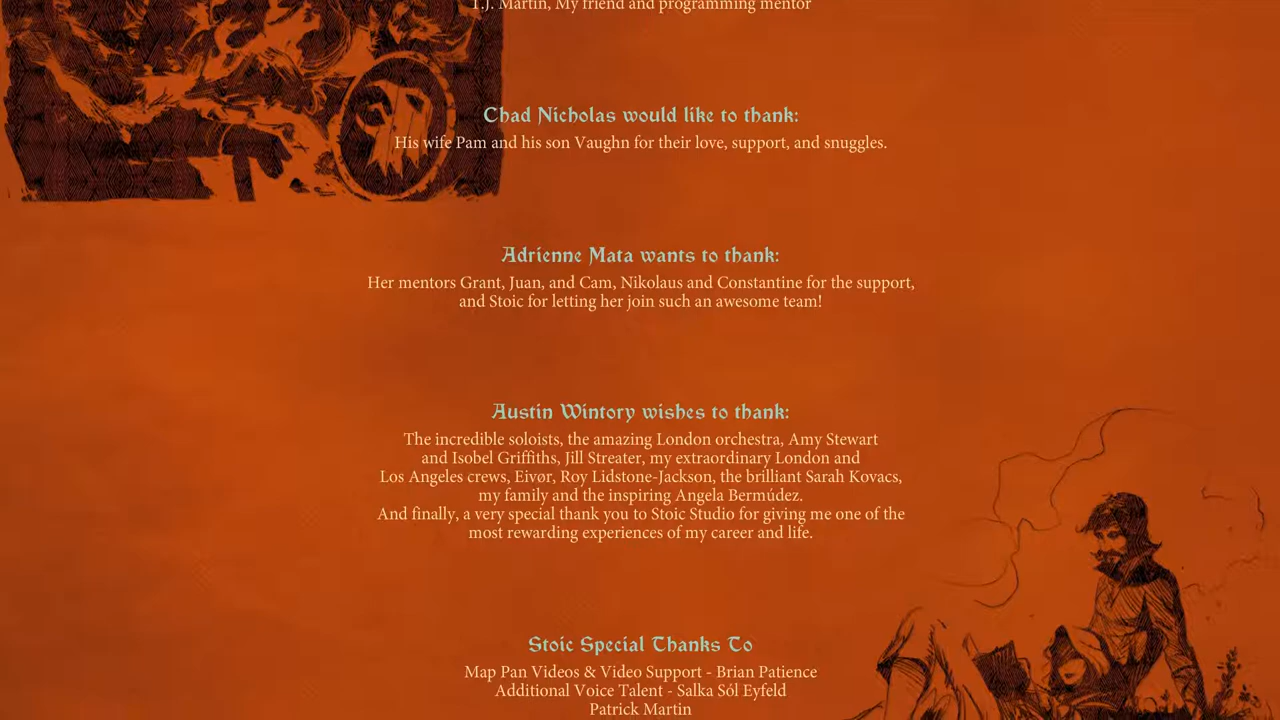 T.J. Martin, My friend and programming mentor
Chad Nicholas would like to thank:
His wife Pam and his son Vaughn for their love, support, and snuggles.
Adrienne Mata wants to thank:
Her mentors Grant, Juan, and Cam, Nikolaus and Constantine for the support,
and Stoic for letting her join such an awesome team!
Austin Wintory wishes to thank:
The incredible soloists, the amazing London orchestra, Amy Stewart
and Isobel Griffiths, Jill Streater, my extraordinary London and
Los Angeles crews, Eivør, Roy Lidstone-Jackson, the brilliant Sarah Kovacs,
my family and the inspiring Angela Bermúdez.
And finally, a very special thank you to Stoic Studio for giving me one of the
most rewarding experiences of my career and life.
Stoic Special Thanks To
Map Pan Videos & Video Support - Brian Patience
Additional Voice Talent - Salka Sól Eyfeld
Patrick Martin